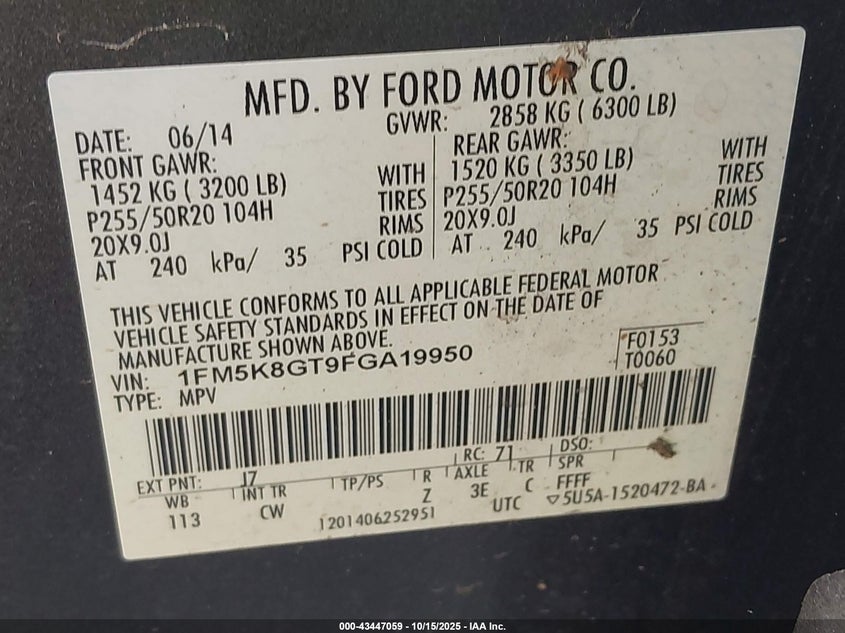 MFD. BY FORD MOTOR CO.
DATE: 06/14 GVWR: 2858 KG ( 6300 LB)
FRONT GAWR: REAR GAWR:
1452 KG ( 3200 LB) WITH 1520 KG ( 3350 LB) WITH
P255/50R20 104H TIRES P255/50R20 104H TIRES
20X9.0J RIMS 20X9.0J RIMS
AT 240 kPa/ 35 PSI COLD AT 240 kPa/ 35 PSI COLD
THIS VEHICLE CONFORMS TO ALL APPLICABLE FEDERAL MOTOR
VEHICLE SAFETY STANDARDS IN EFFECT ON THE DATE OF
MANUFACTURE SHOWN ABOVE.
VIN: 1FM5K8GT9FGA19950 F0153
TYPE: MPV T0060
EXT PNT: J7 RC: 71 DSO:
WB INT TR TP/PS R AXLE TR SPR
113 CW Z 3E C FFFF
1201406252951 UTC ▽5U5A-1520472-BA
000-43447059 - 10/15/2025 - IAA Inc.